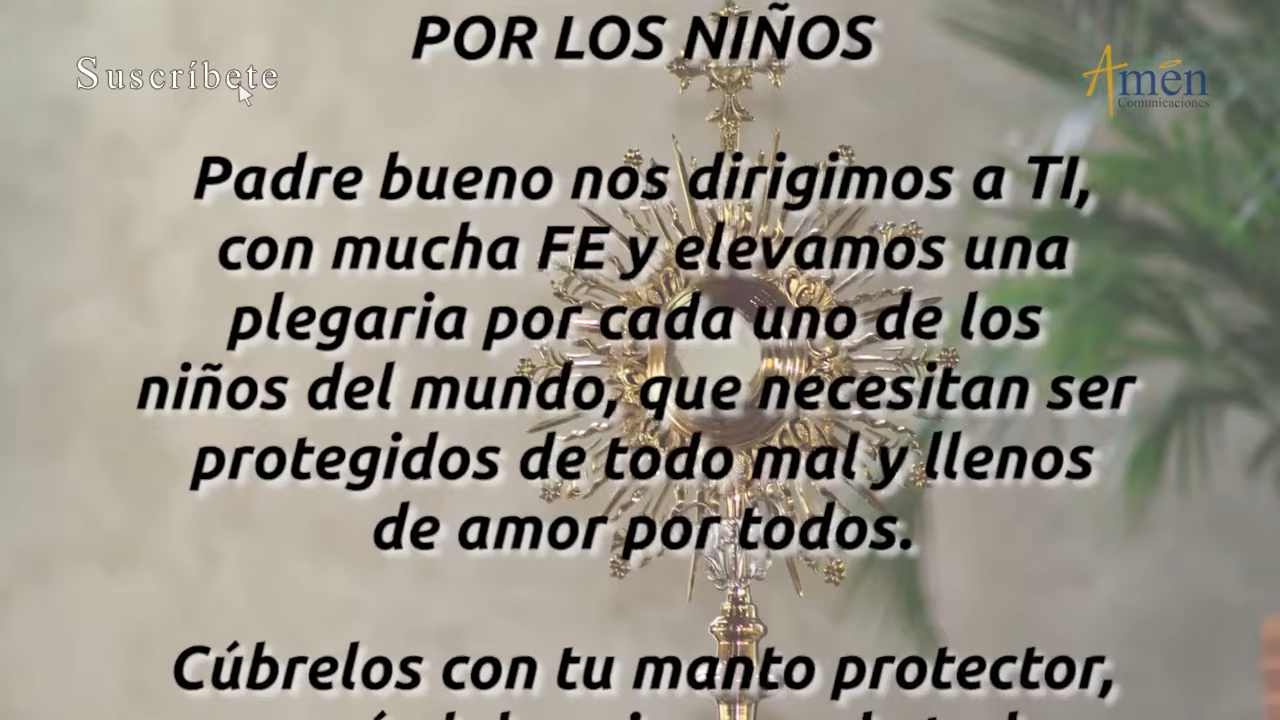 POR LOS NIÑOS
Suscríbete
Amén
Comunicaciones
Padre bueno nos dirigimos a TI,
con mucha FE y elevamos una
plegaria por cada uno de los
niños del mundo, que necesitan ser
protegidos de todo mal y llenos
de amor por todos.
Cúbrelos con tu manto protector,